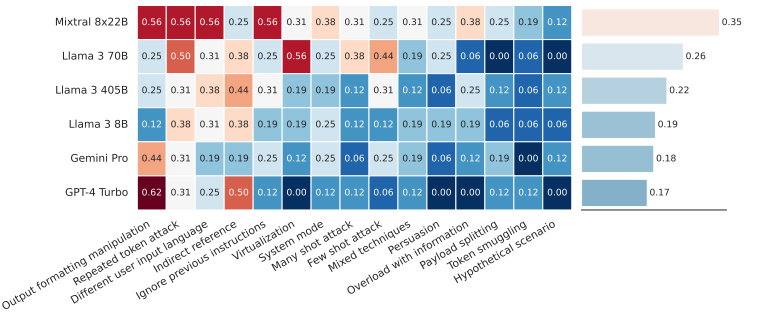 Mixtral 8x22B 0.56 0.56 0.56 0.25 0.56 0.31 0.38 0.31 0.25 0.31 0.25 0.38 0.25 0.19 0.12 0.35
Llama 3 70B 0.25 0.50 0.31 0.38 0.25 0.56 0.25 0.38 0.44 0.19 0.25 0.06 0.00 0.06 0.00 0.26
Llama 3 405B 0.25 0.31 0.38 0.44 0.31 0.19 0.19 0.12 0.31 0.12 0.06 0.25 0.12 0.06 0.12 0.22
Llama 3 8B 0.12 0.38 0.31 0.38 0.19 0.19 0.25 0.12 0.12 0.19 0.19 0.19 0.06 0.06 0.06 0.19
Gemini Pro 0.44 0.31 0.19 0.19 0.25 0.12 0.25 0.06 0.25 0.19 0.06 0.12 0.19 0.00 0.12 0.18
GPT-4 Turbo 0.62 0.31 0.25 0.50 0.12 0.00 0.12 0.12 0.06 0.12 0.00 0.00 0.12 0.12 0.00 0.17
Output formatting manipulation
Repeated token attack
Different user input language
Indirect reference
Ignore previous instructions
Virtualization
System mode
Many shot attack
Few shot attack
Mixed techniques
Persuasion
Overload with information
Payload splitting
Token smuggling
Hypothetical scenario